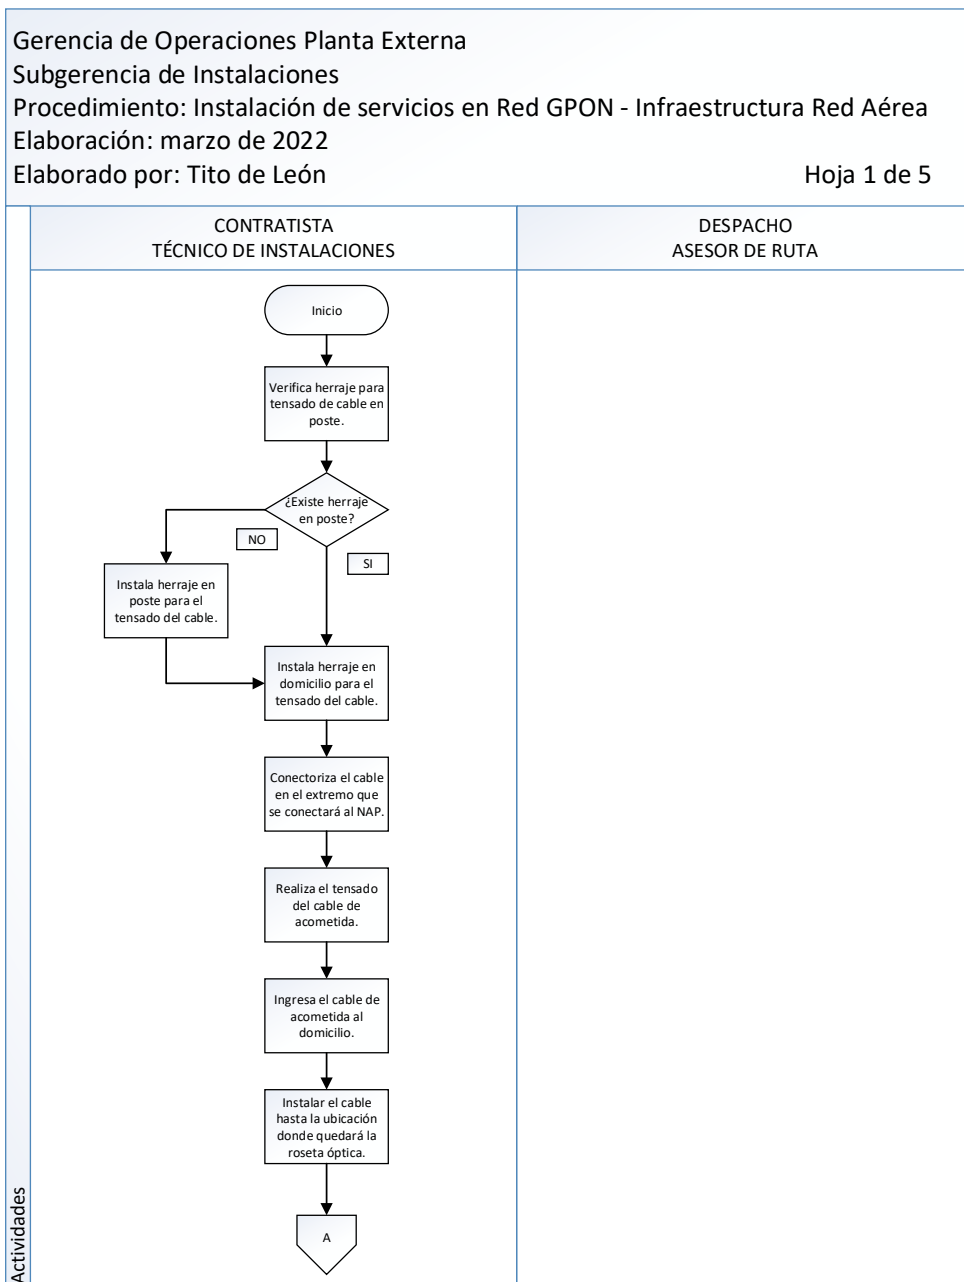 Gerencia de Operaciones Planta Externa
Subgerencia de Instalaciones
Procedimiento: Instalación de servicios en Red GPON - Infraestructura Red Aérea
Elaboración: marzo de 2022
Elaborado por: Tito de León
Hoja 1 de 5
CONTRATISTA
TÉCNICO DE INSTALACIONES
DESPACHO
ASESOR DE RUTA
Inicio
Verifica herraje para
tensado de cable en
poste.
¿Existe herraje
en poste?
NO
SI
Instala herraje en
poste para el
tensado del cable.
Instala herraje en
domicilio para el
tensado del cable.
Conectoriza el cable
en el extremo que
se conectará al NAP.
Realiza el tensado
del cable de
acometida.
Ingresa el cable de
acometida al
domicilio.
Instalar el cable
hasta la ubicación
donde quedará la
roseta óptica.
A
Actividades